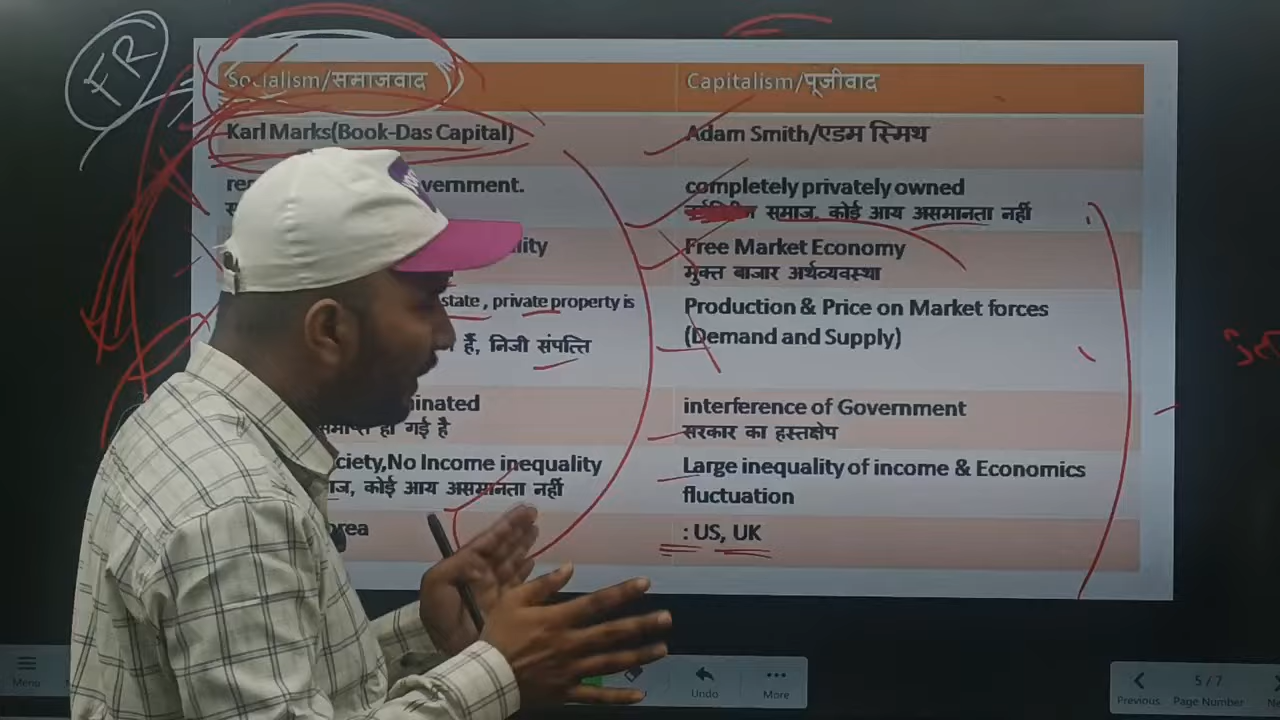 FR
Socialism/समाजवाद
Capitalism/पूजीवाद
Karl Marks(Book-Das Capital)
Adam Smith/एडम स्मिथ
vernment.
completely privately owned
समाज, कोई आय असमानता नहीं
Free Market Economy
मुक्त बाजार अर्थव्यवस्था
state , private property is
हैं, निजी संपत्ति
Production & Price on Market forces
(Demand and Supply)
inated
समाप्त हो गई है
interference of Government
सरकार का हस्तक्षेप
ciety,No Income inequality
कोई आय असमानता नहीं
Large inequality of income & Economics
fluctuation
orea
: US, UK
Menu
Undo
More
Previous
5 / 7
Page Number